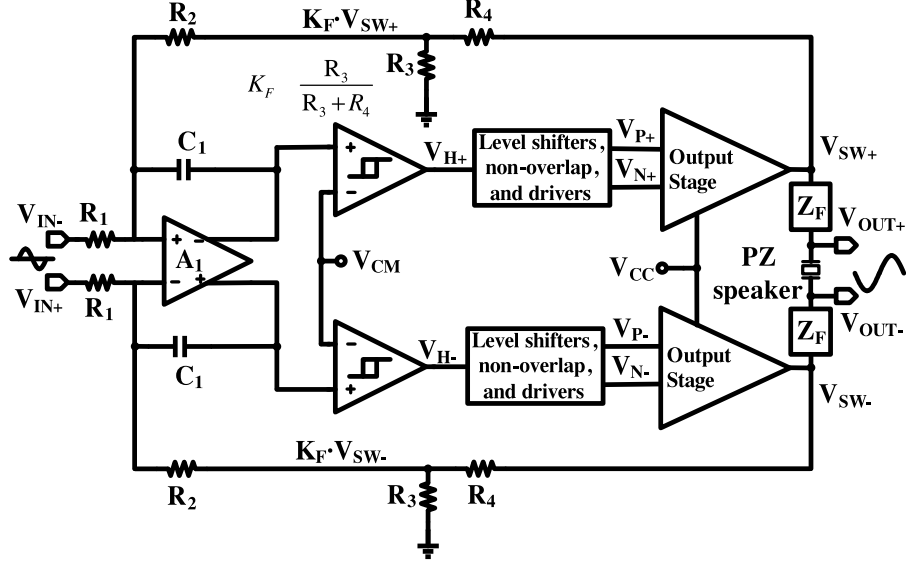 R2
KF·VSW+
R4
R3
KF R3
R3+R4
C1
VH+
Level shifters,
non-overlap,
and drivers
VP+
VN+
Output
Stage
VSW+
ZF
VIN-
R1
+ -
A1
- +
VIN+
R1
+
-
VCM
VCC
VOUT+
PZ
speaker
VOUT-
ZF
C1
-
+
VH-
Level shifters,
non-overlap,
and drivers
VP-
VN-
Output
Stage
VSW-
KF·VSW-
R2
R3
R4